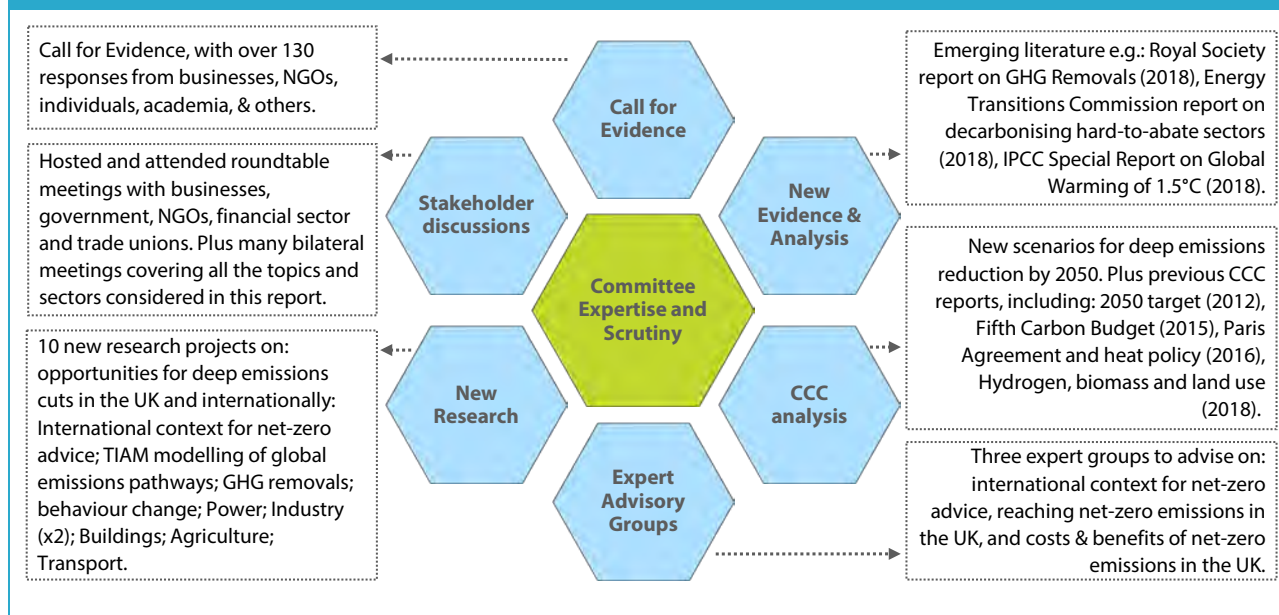 Call for Evidence, with over 130
responses from businesses, NGOs,
individuals, academia, & others.
Hosted and attended roundtable
meetings with businesses,
government, NGOs, financial sector
and trade unions. Plus many bilateral
meetings covering all the topics and
sectors considered in this report.
10 new research projects on:
opportunities for deep emissions
cuts in the UK and internationally:
International context for net-zero
advice; TIAM modelling of global
emissions pathways; GHG removals;
behaviour change; Power; Industry
(x2); Buildings; Agriculture;
Transport.
Call for
Evidence
Stakeholder
discussions
New
Evidence &
Analysis
Committee
Expertise and
Scrutiny
New
Research
CCC
analysis
Expert
Advisory
Groups
Emerging literature e.g.: Royal Society
report on GHG Removals (2018), Energy
Transitions Commission report on
decarbonising hard-to-abate sectors
(2018), IPCC Special Report on Global
Warming of 1.5°C (2018).
New scenarios for deep emissions
reduction by 2050. Plus previous CCC
reports, including: 2050 target (2012),
Fifth Carbon Budget (2015), Paris
Agreement and heat policy (2016),
Hydrogen, biomass and land use
(2018).
Three expert groups to advise on:
international context for net-zero
advice, reaching net-zero emissions in
the UK, and costs & benefits of net-zero
emissions in the UK.